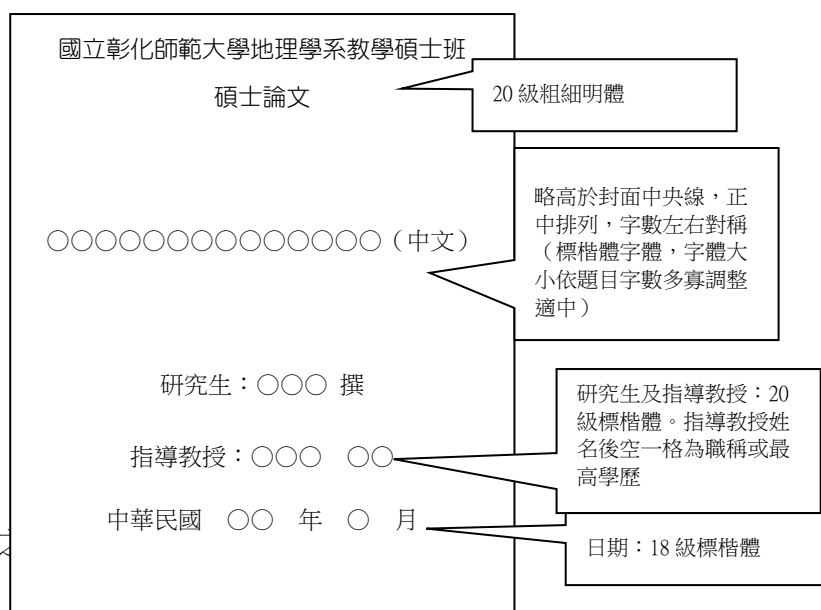 國立彰化師範大學地理學系教學碩士班
碩士論文
20 級粗細明體
略高於封面中央線，正
中排列，字數左右對稱
（標楷體字體，字體大
小依題目字數多寡調整
適中）
○○○○○○○○○○○○○○（中文）
研究生：○○○ 撰
研究生及指導教授：20
級標楷體。指導教授姓
名後空一格為職稱或最
高學歷
指導教授：○○○　○○
中華民國　○○　年　○　月
日期：18 級標楷體